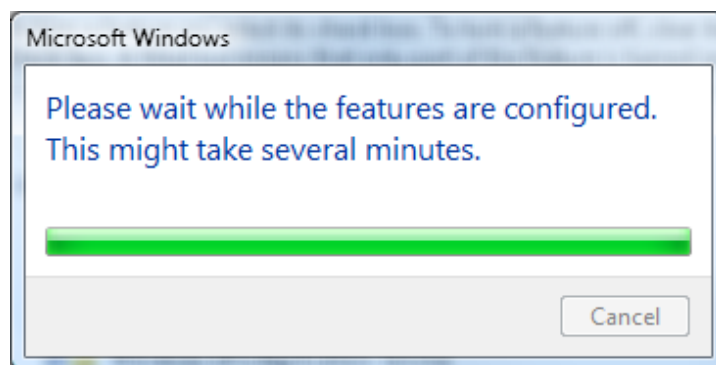 Microsoft Windows
Please wait while the features are configured.
This might take several minutes.
Cancel